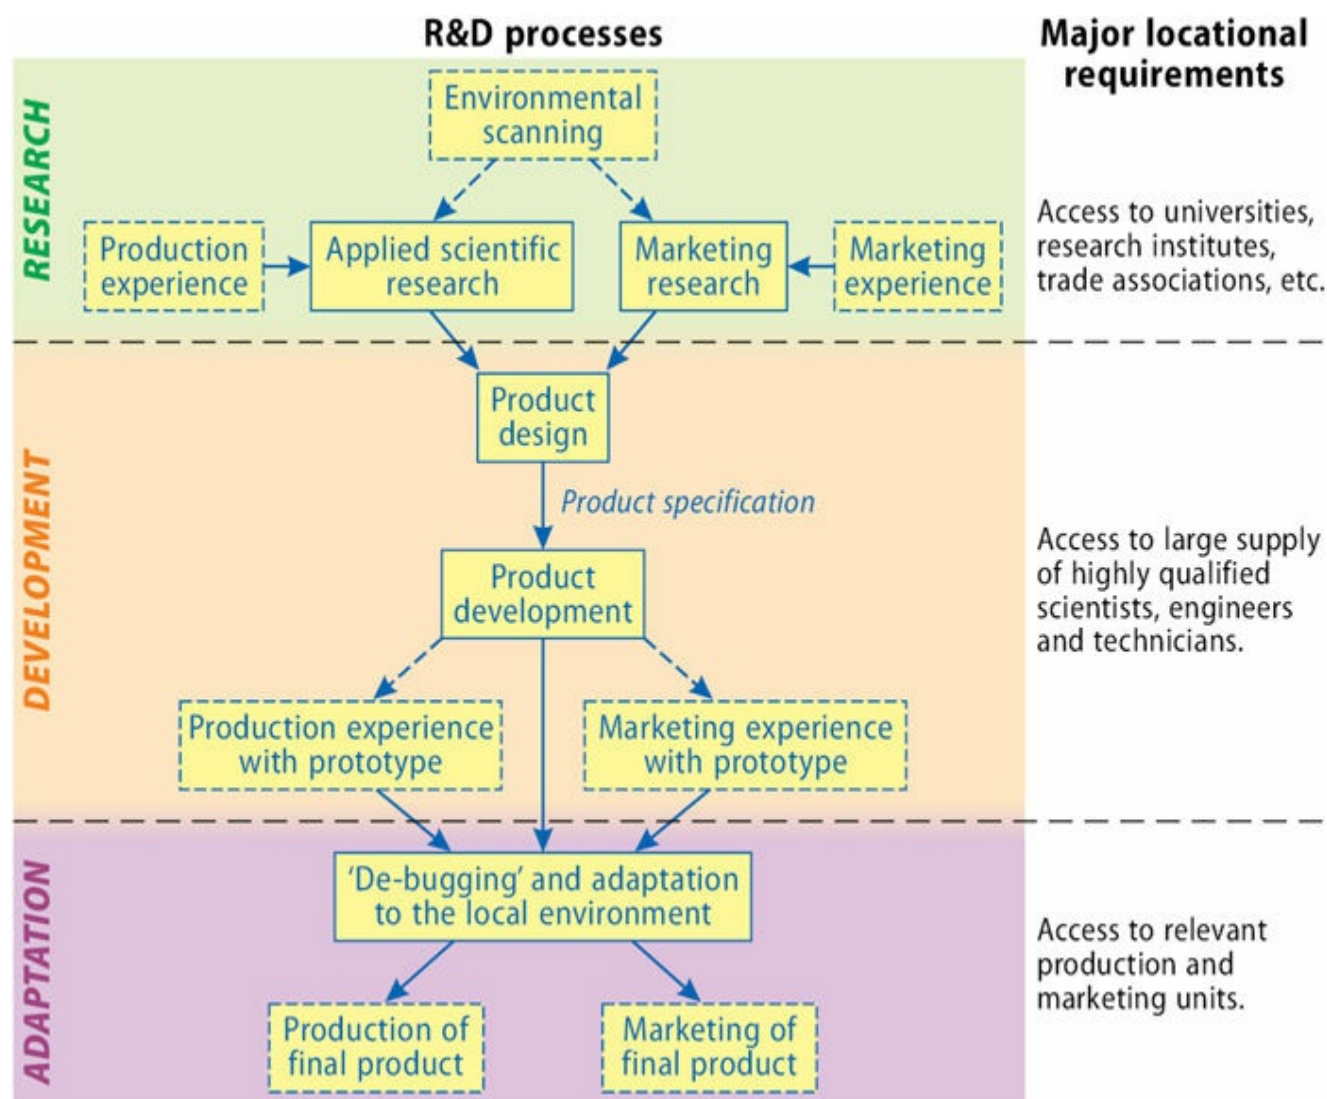 R&D processes
Major locational
requirements
RESEARCH
Environmental
scanning
Production
experience
Applied scientific
research
Marketing
research
Marketing
experience
Access to universities,
research institutes,
trade associations, etc.
DEVELOPMENT
Product
design
Product specification
Product
development
Production experience
with prototype
Marketing experience
with prototype
Access to large supply
of highly qualified
scientists, engineers
and technicians.
ADAPTATION
‘De-bugging’ and adaptation
to the local environment
Production of
final product
Marketing of
final product
Access to relevant
production and
marketing units.